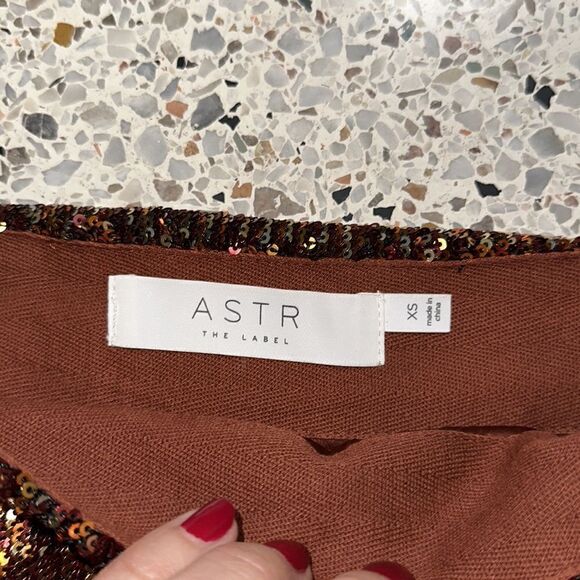 ASTR
THE LABEL
XS
made in
china